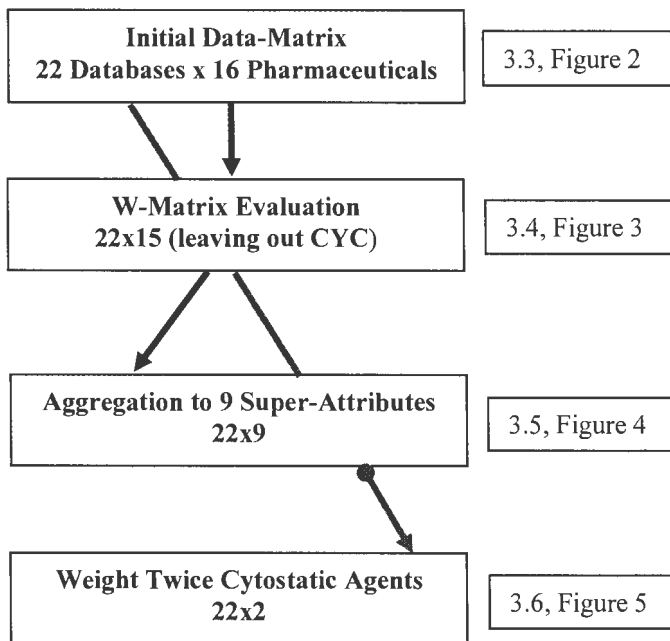 Initial Data-Matrix
22 Databases x 16 Pharmaceuticals
3.3, Figure 2
W-Matrix Evaluation
22x15 (leaving out CYC)
3.4, Figure 3
Aggregation to 9 Super-Attributes
22x9
3.5, Figure 4
Weight Twice Cytostatic Agents
22x2
3.6, Figure 5